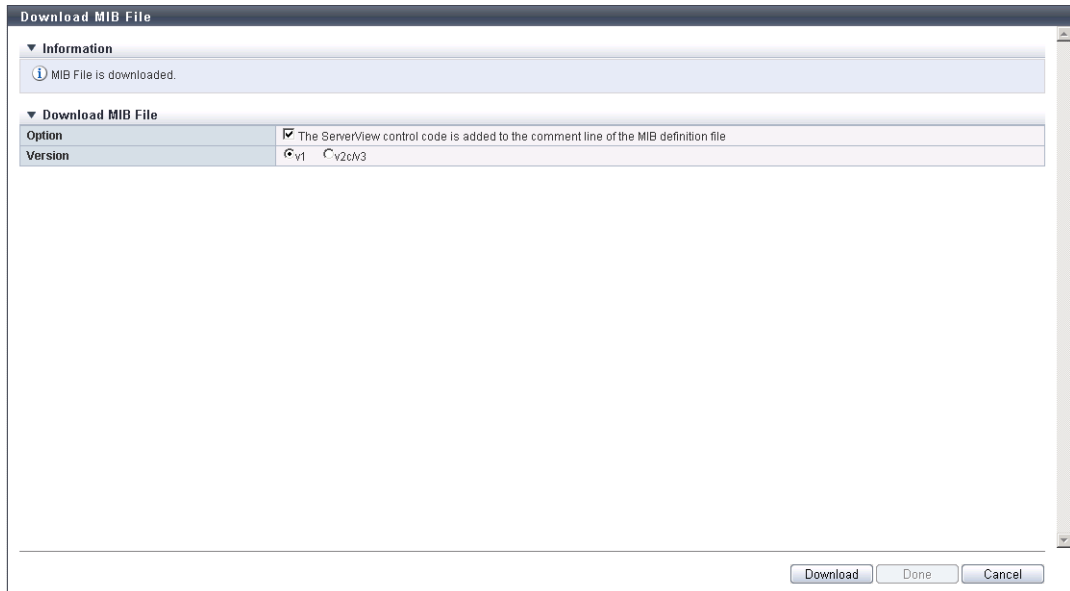 Download MIB File
Information
MIB File is downloaded.
Download MIB File
Option The ServerView control code is added to the comment line of the MIB definition file
Version v1 v2c/v3
Download Done Cancel